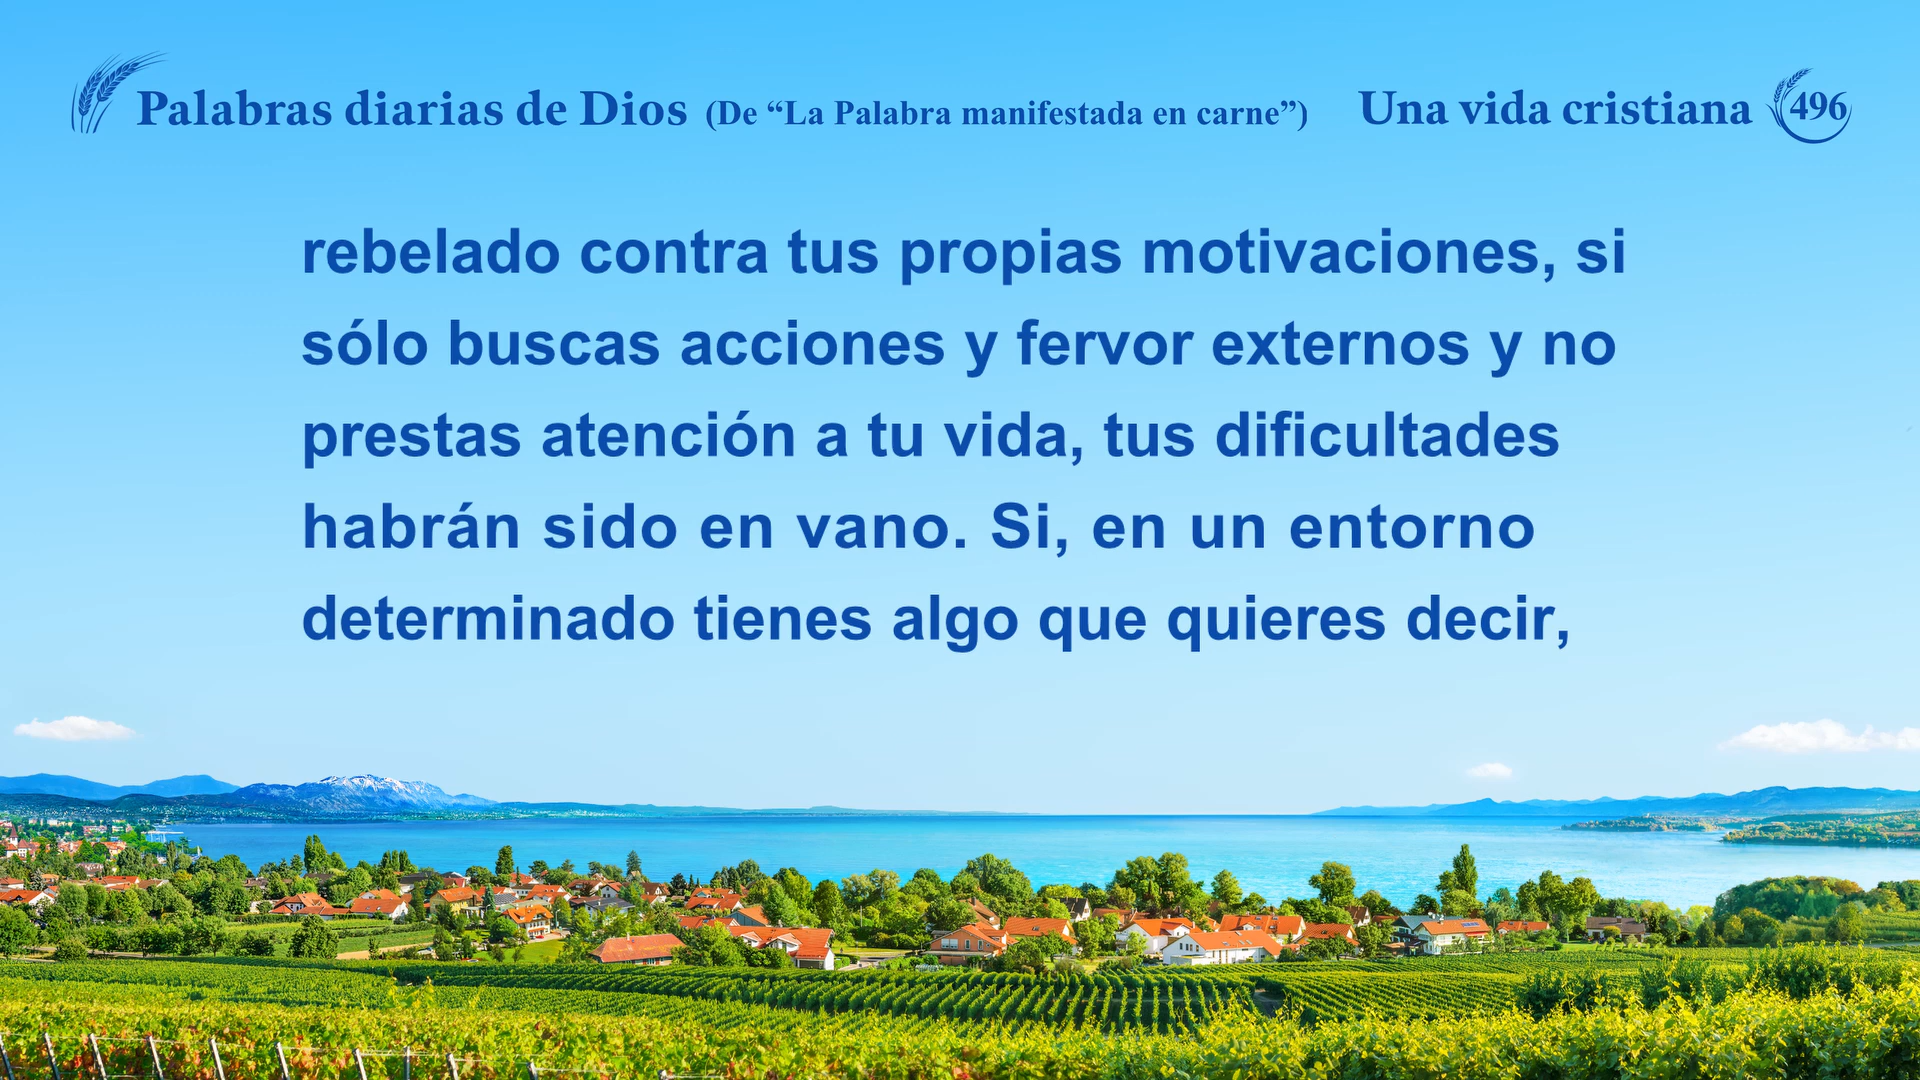 Palabras diarias de Dios (De “La Palabra manifestada en carne”) Una vida cristiana 496
rebelado contra tus propias motivaciones, si
sólo buscas acciones y fervor externos y no
prestas atención a tu vida, tus dificultades
habrán sido en vano. Si, en un entorno
determinado tienes algo que quieres decir,